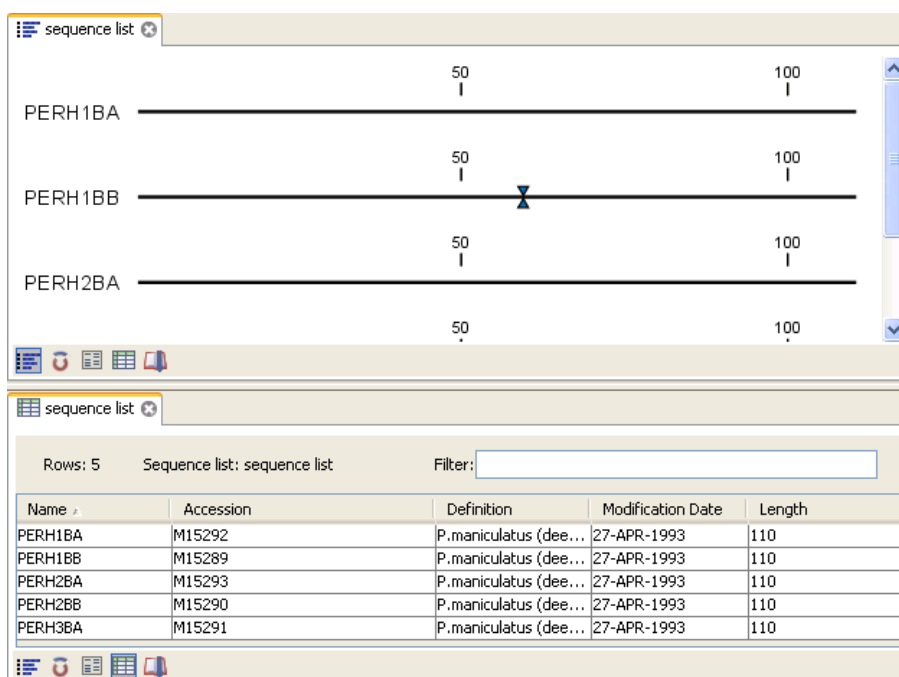 sequence list
50 100
PERH1BA
50 100
PERH1BB
50 100
PERH2BA
50 100
sequence list
Rows: 5 Sequence list: sequence list Filter:
Name Accession Definition Modification Date Length
PERH1BA M15292 P.maniculatus (dee... 27-APR-1993 110
PERH1BB M15289 P.maniculatus (dee... 27-APR-1993 110
PERH2BA M15293 P.maniculatus (dee... 27-APR-1993 110
PERH2BB M15290 P.maniculatus (dee... 27-APR-1993 110
PERH3BA M15291 P.maniculatus (dee... 27-APR-1993 110